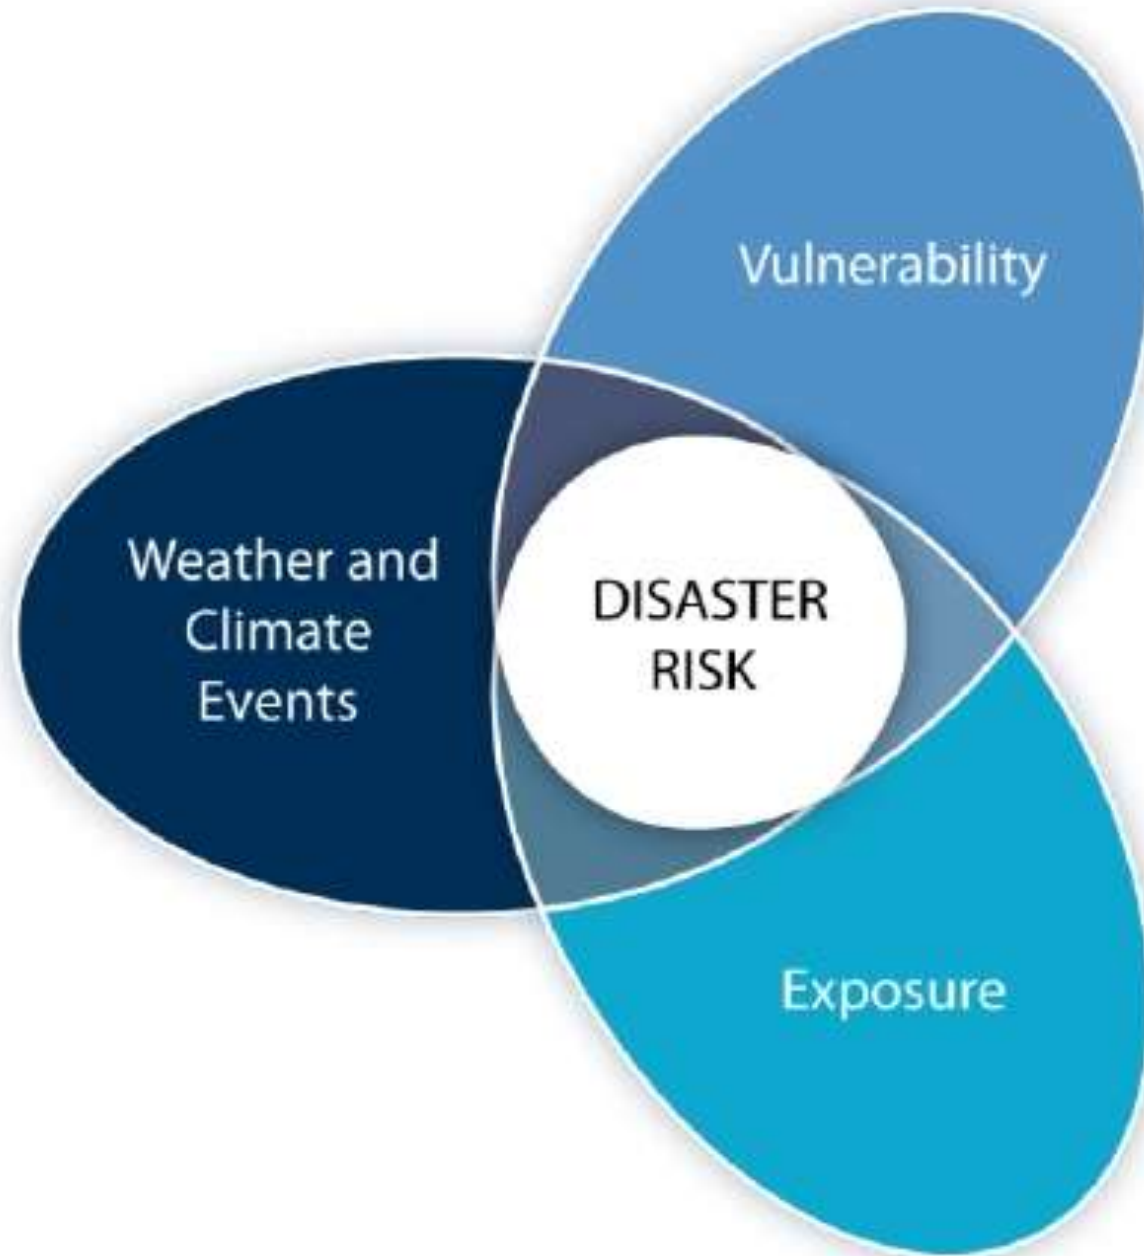 Vulnerability
Weather and
Climate
Events
DISASTER
RISK
Exposure